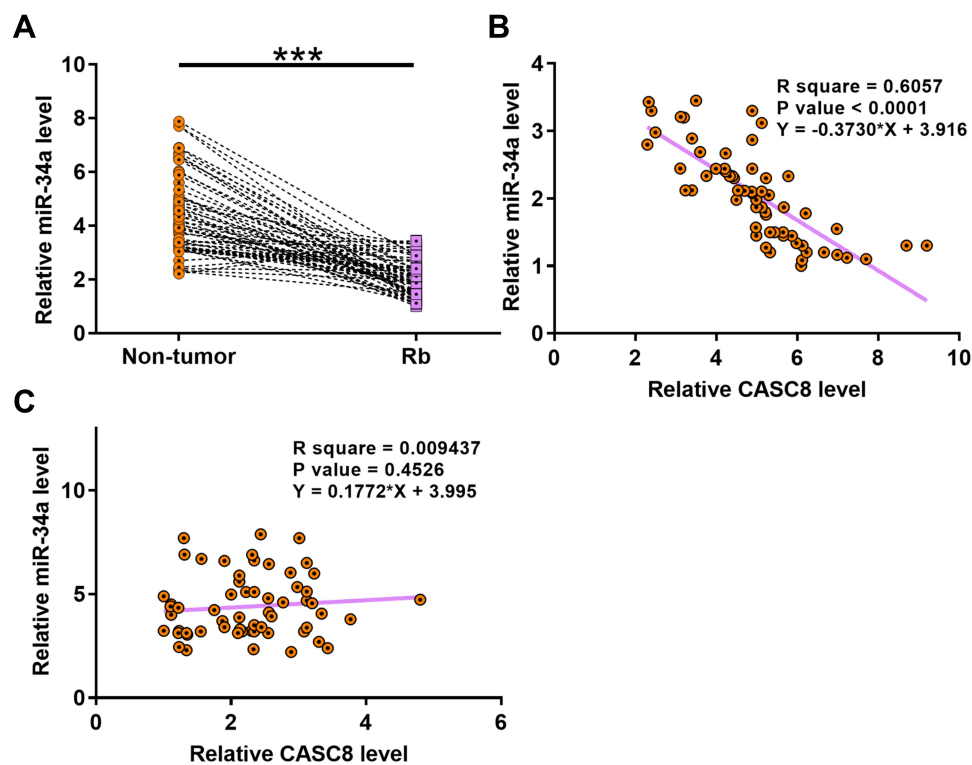 A
***
Relative miR-34a level
10
8
6
4
2
0
Non-tumor
Rb
B
R square = 0.6057
P value < 0.0001
Y = -0.3730*X + 3.916
Relative miR-34a level
4
3
2
1
0
0 2 4 6 8 10
Relative CASC8 level
C
R square = 0.009437
P value = 0.4526
Y = 0.1772*X + 3.995
Relative miR-34a level
10
5
0
0 2 4 6
Relative CASC8 level